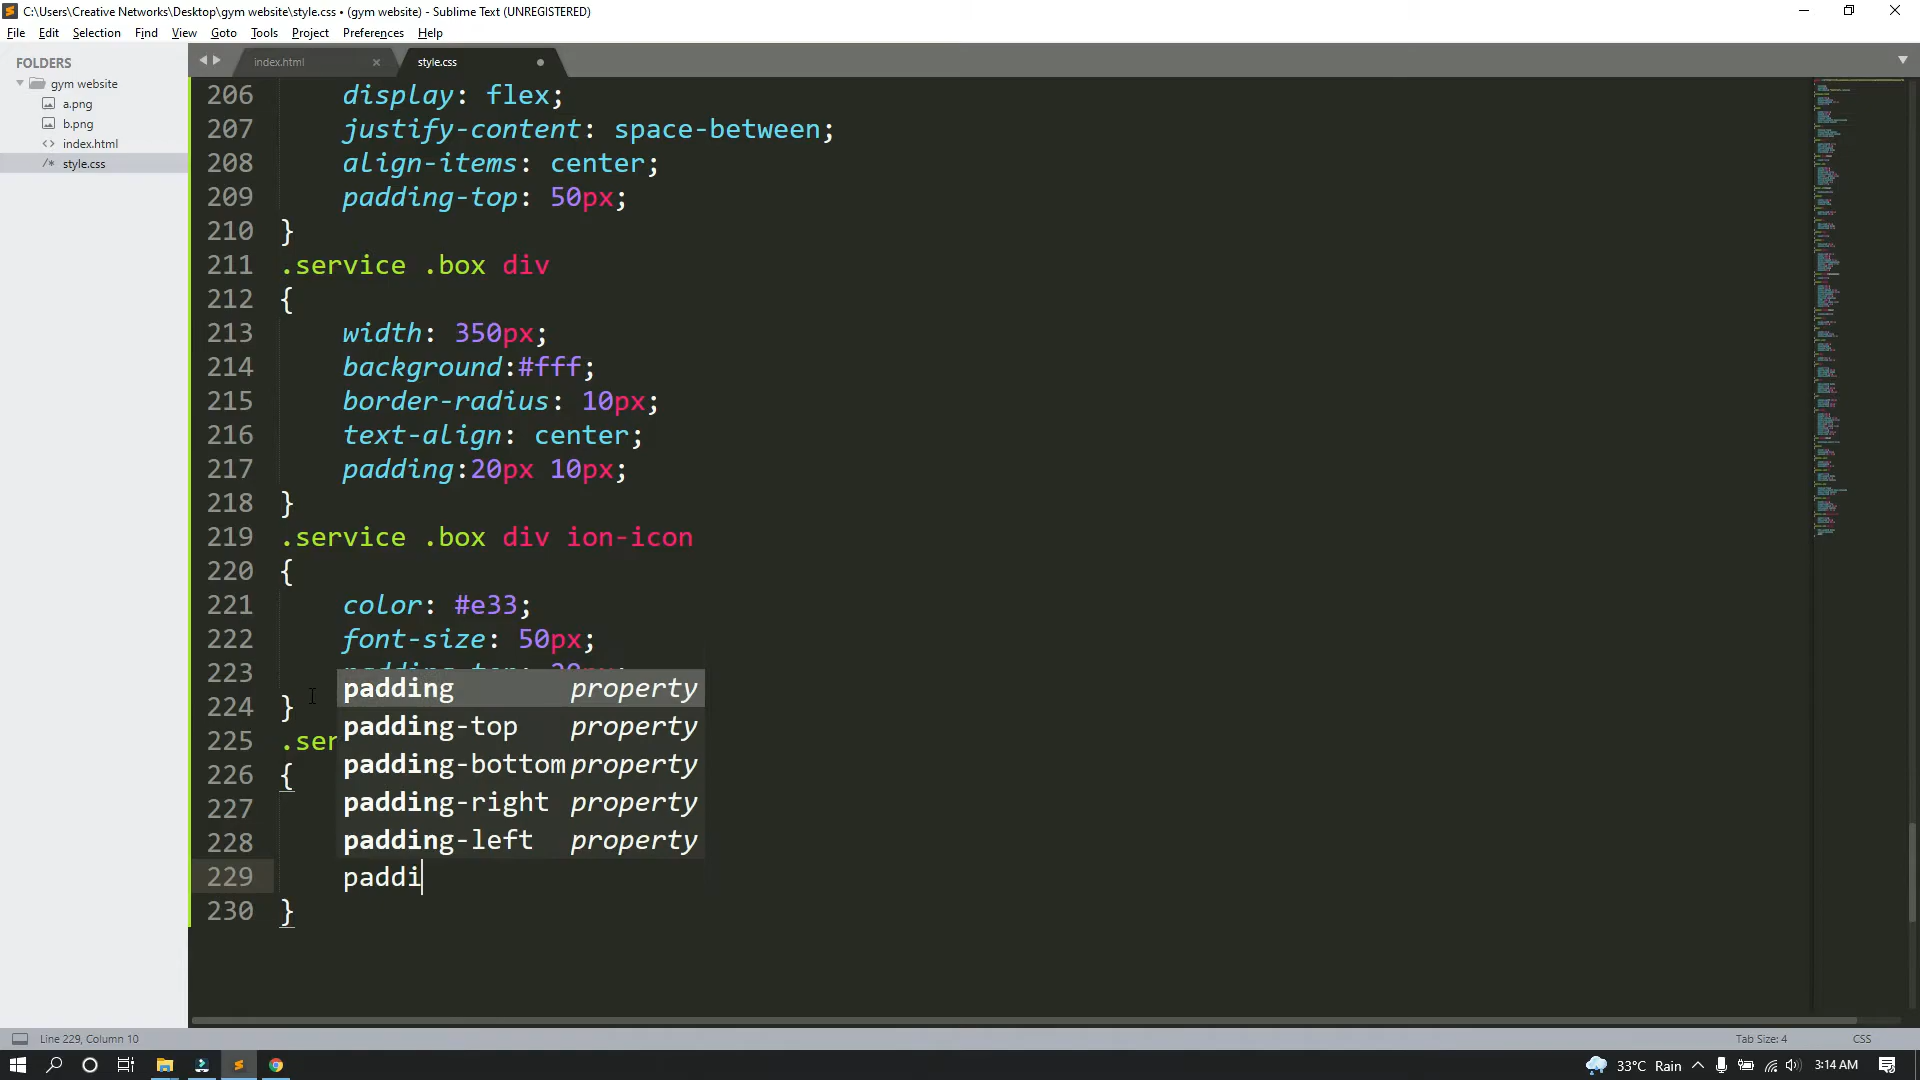 C:\Users\Creative Networks\Desktop\gym website\style.css • (gym website) - Sublime Text (UNREGISTERED)
File Edit Selection Find View Goto Tools Project Preferences Help
FOLDERS
gym website
a.png
b.png
index.html
style.css
index.html
style.css
206 display: flex;
207 justify-content: space-between;
208 align-items: center;
209 padding-top: 50px;
210 }
211 .service .box div
212 {
213 width: 350px;
214 background:#fff;
215 border-radius: 10px;
216 text-align: center;
217 padding:20px 10px;
218 }
219 .service .box div ion-icon
220 {
221 color: #e33;
222 font-size: 50px;
223
224 }
225 .ser
226 {
227
228
229 paddi
230 }
padding property
padding-top property
padding-bottom property
padding-right property
padding-left property
Line 229, Column 10
Tab Size: 4
CSS
33°C Rain
3:14 AM